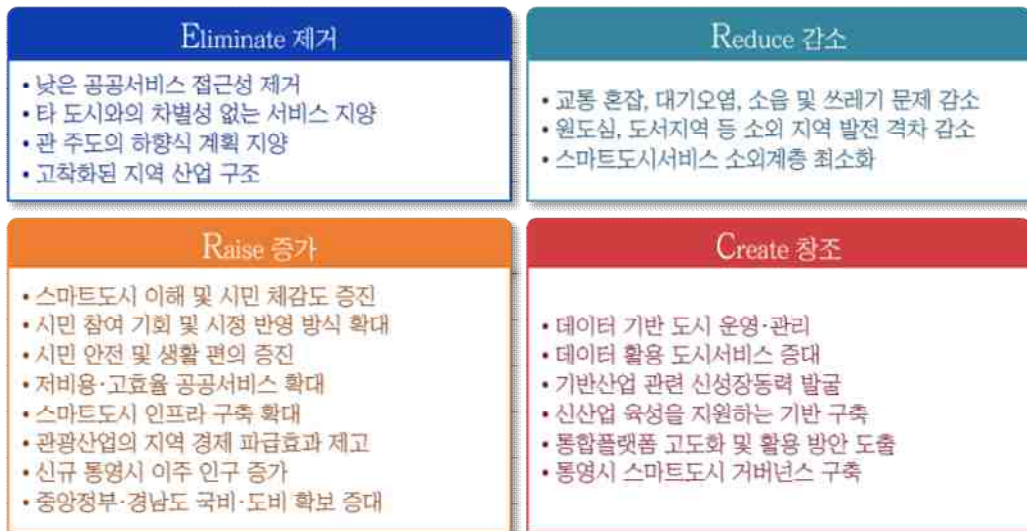 Eliminate 제거
• 낮은 공공서비스 접근성 제거
• 타 도시와의 차별성 없는 서비스 지양
• 관 주도의 하향식 계획 지양
• 고착화된 지역 산업 구조
Reduce 감소
• 교통 혼잡, 대기오염, 소음 및 쓰레기 문제 감소
• 원도심, 도서지역 등 소외 지역 발전 격차 감소
• 스마트도시서비스 소외계층 최소화
Raise 증가
• 스마트도시 이해 및 시민 체감도 증진
• 시민 참여 기회 및 시정 반영 방식 확대
• 시민 안전 및 생활 편의 증진
• 저비용·고효율 공공서비스 확대
• 스마트도시 인프라 구축 확대
• 관광산업의 지역 경제 파급효과 제고
• 신규 통영시 이주 인구 증가
• 중앙정부·경남도 국비·도비 확보 증대
Create 창조
• 데이터 기반 도시 운영·관리
• 데이터 활용 도시서비스 증대
• 기반산업 관련 신성장동력 발굴
• 신산업 육성을 지원하는 기반 구축
• 통합플랫폼 고도화 및 활용 방안 도출
• 통영시 스마트도시 거버넌스 구축